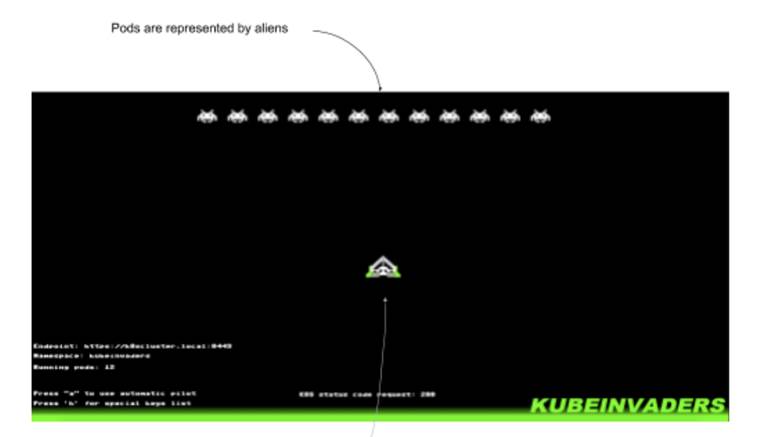 Pods are represented by aliens
Endpoint: https://k8scluster.local:8443
Namespace: kubeinvaders
Running pods: 12
Press "a" to use automatic pilot
K8S status code request: 200
Press 'h' for special keys list
KUBEINVADERS